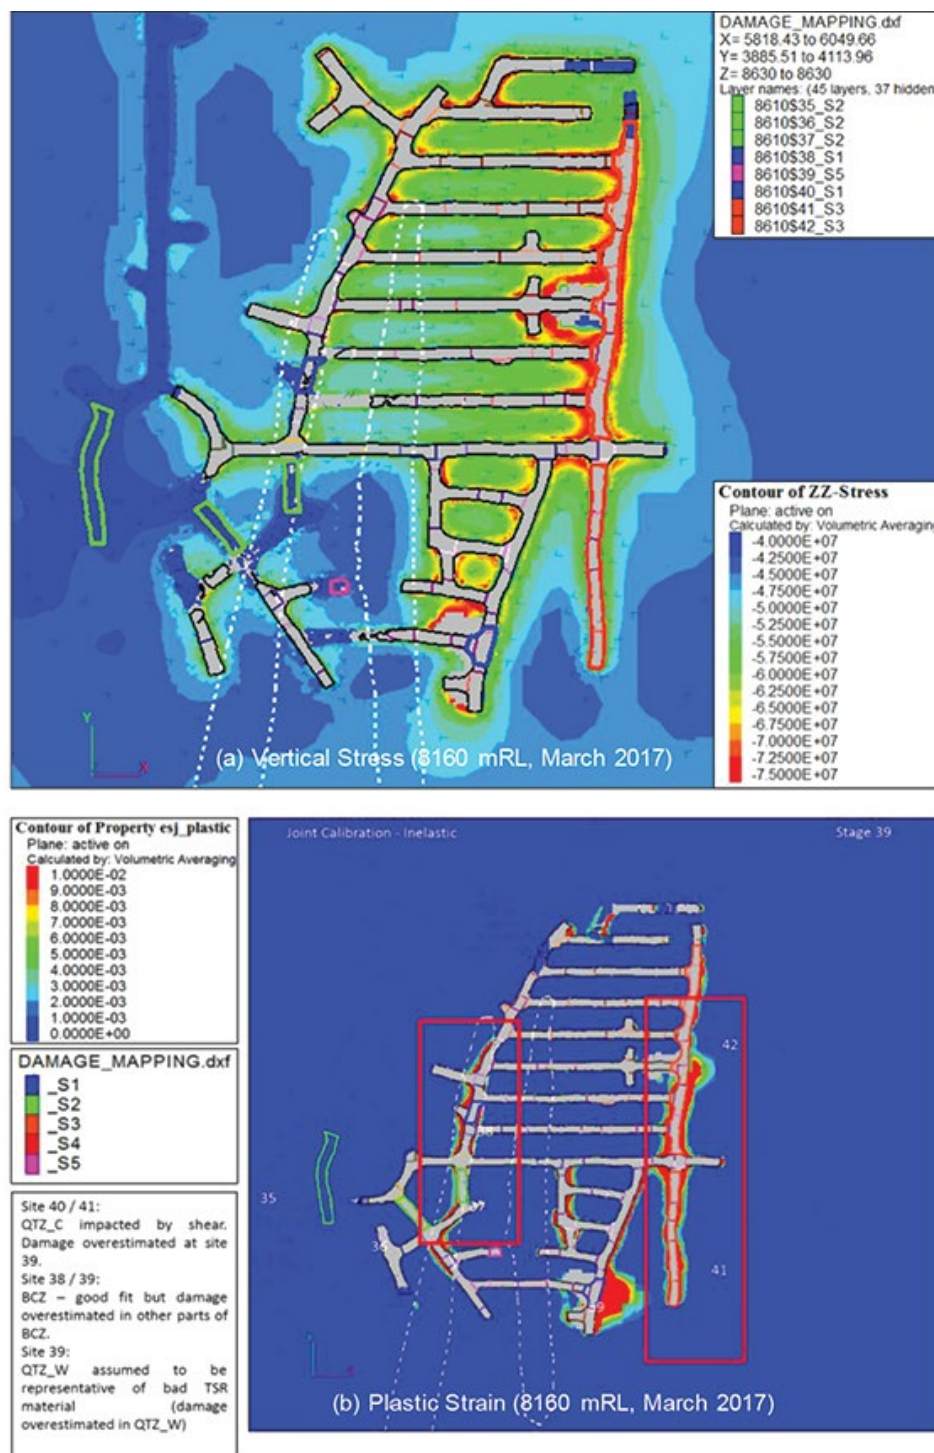 DAMAGE_MAPPING.dxf
X= 5818.43 to 6049.66
Y= 3885.51 to 4113.96
Z= 8630 to 8630
Layer names: (45 layers, 37 hidden
8610$35_S2
8610$36_S2
8610$37_S2
8610$38_S1
8610$39_S5
8610$40_S1
8610$41_S3
8610$42_S3
Contour of ZZ-Stress
Plane: active on
Calculated by: Volumetric Averaging
-4.0000E+07
-4.2500E+07
-4.5000E+07
-4.7500E+07
-5.0000E+07
-5.2500E+07
-5.5000E+07
-5.7500E+07
-6.0000E+07
-6.2500E+07
-6.5000E+07
-6.7500E+07
-7.0000E+07
-7.2500E+07
-7.5000E+07
Y
X
(a) Vertical Stress (8160 mRL, March 2017)
Contour of Property esj_plastic
Plane: active on
Calculated by: Volumetric Averaging
1.0000E-02
9.0000E-03
8.0000E-03
7.0000E-03
6.0000E-03
5.0000E-03
4.0000E-03
3.0000E-03
2.0000E-03
1.0000E-03
0.0000E+00
DAMAGE_MAPPING.dxf
_S1
_S2
_S3
_S4
_S5
Site 40 / 41:
QTZ_C impacted by shear.
Damage overestimated at site
39.
Site 38 / 39:
BCZ – good fit but damage
overestimated in other parts of
BCZ.
Site 39:
QTZ_W assumed to be
representative of bad TSR
material (damage
overestimated in QTZ_W)
Joint Calibration - Inelastic
Stage 39
42
38
35
37
36
41
39
(b) Plastic Strain (8160 mRL, March 2017)